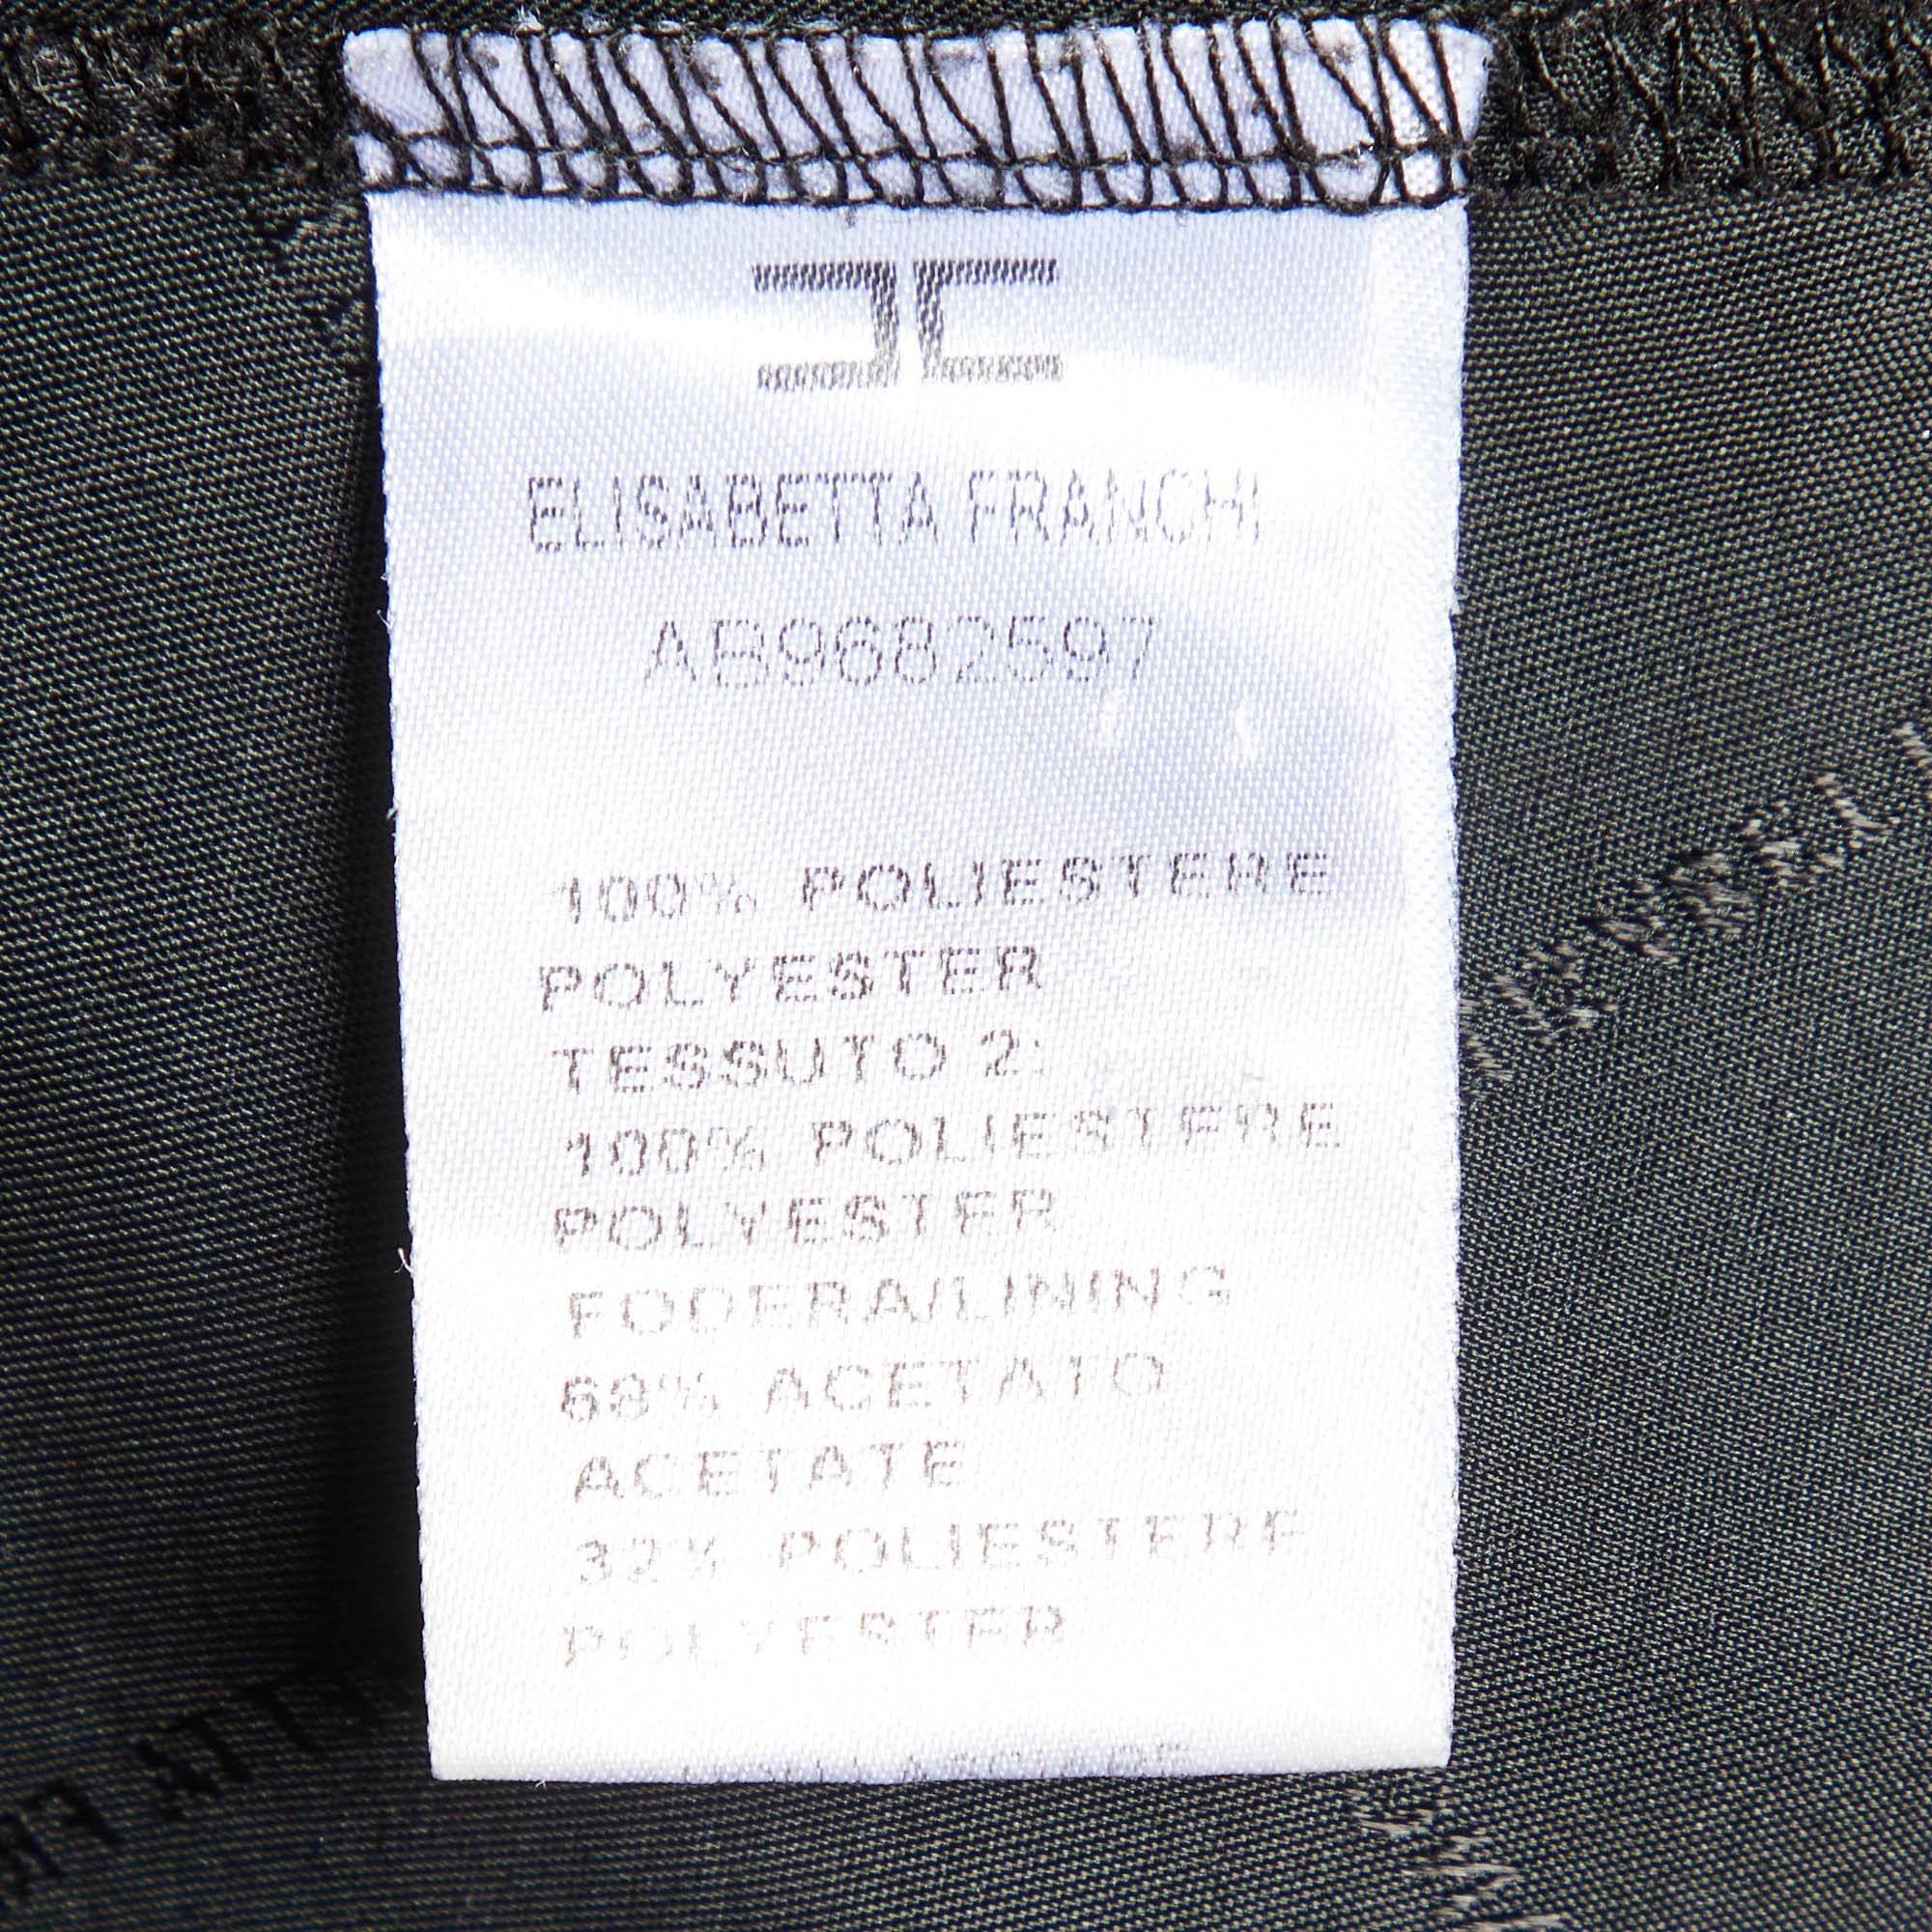 ELISABETTA FRANCHI
AB9682597
100% POLIESTERE
POLYESTER
TESSUTO 2:
100% POLIESTERE
POLYESTER
FODERA/LINING
68% ACETATO
ACETATE
32% POLIESTERE
POLYESTER